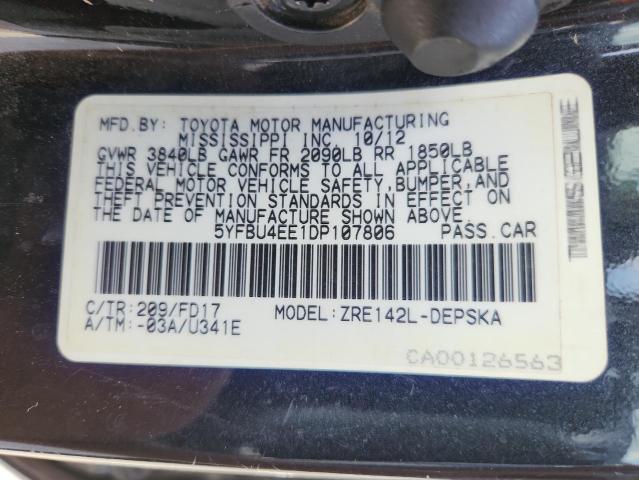 MFD.BY: TOYOTA MOTOR MANUFACTURING
MISSISSIPPI INC. 10/12
GVWR 3840LB GAWR FR 2090LB RR 1850LB
THIS VEHICLE CONFORMS TO ALL APPLICABLE
FEDERAL MOTOR VEHICLE SAFETY,BUMPER,AND
THEFT PREVENTION STANDARDS IN EFFECT ON
THE DATE OF MANUFACTURE SHOWN ABOVE.
5YFBU4EE1DP107806 PASS.CAR
C/TR:209/FD17 MODEL:ZRE142L-DEPSKA
A/TM:-03A/U341E
CA00126563